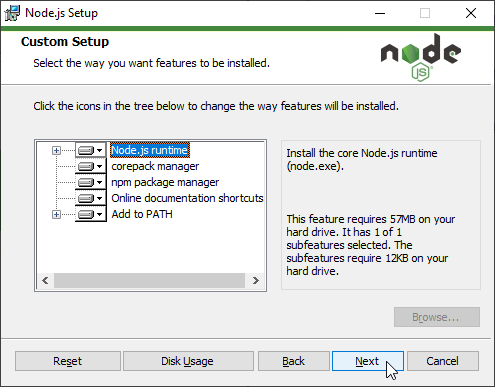 Node.js Setup
Custom Setup
Select the way you want features to be installed.
node
JS
Click the icons in the tree below to change the way features will be installed.
Node.js runtime
corepack manager
npm package manager
Online documentation shortcuts
Add to PATH
Install the core Node.js runtime
(node.exe).
This feature requires 57MB on your
hard drive. It has 1 of 1
subfeatures selected. The
subfeatures require 12KB on your
hard drive.
Browse...
Reset
Disk Usage
Back
Next
Cancel